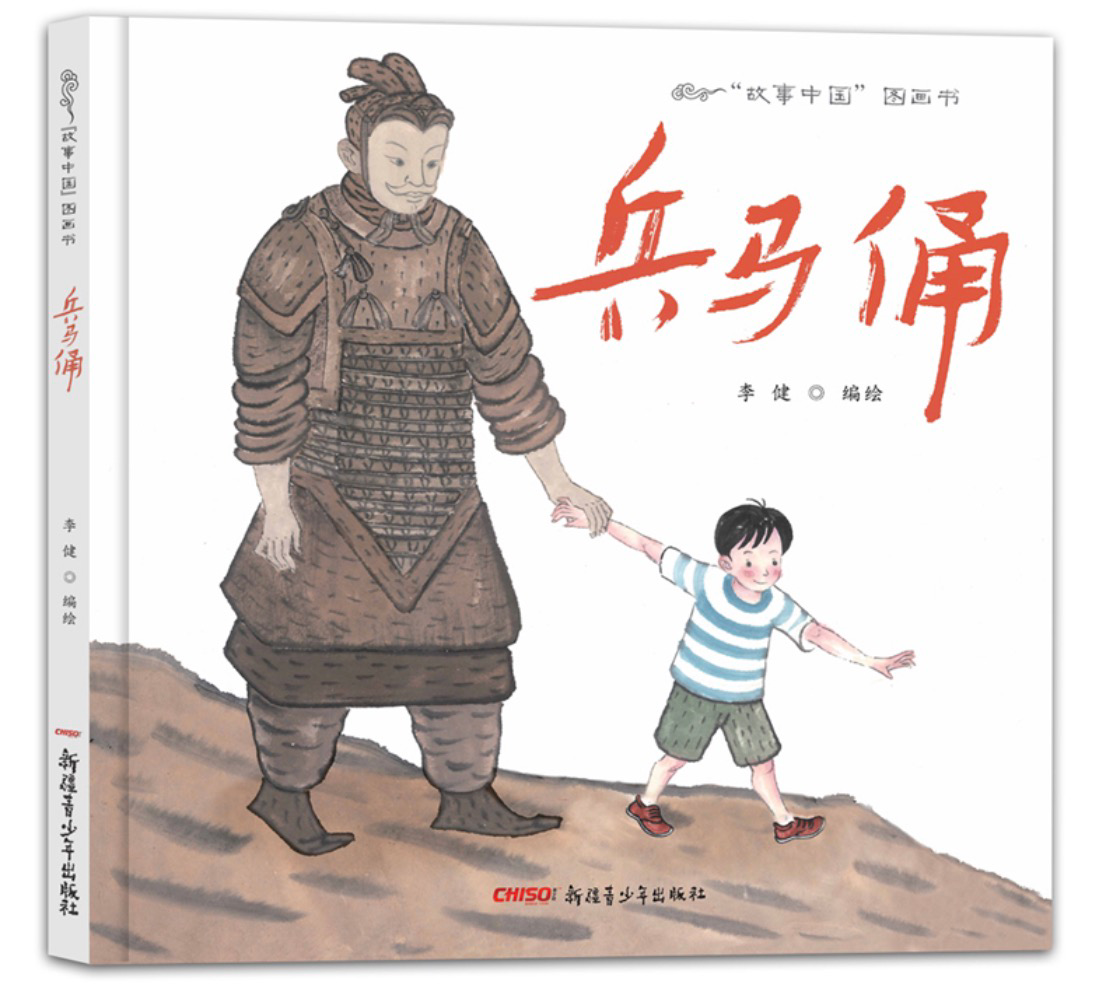 “故事中国” 图画书
兵马俑
李 健 ◎ 编绘
CHISO 新疆青少年出版社
“故事中国”图画书
兵马俑
李 健 ◎ 编绘
CHISO
新疆青少年出版社